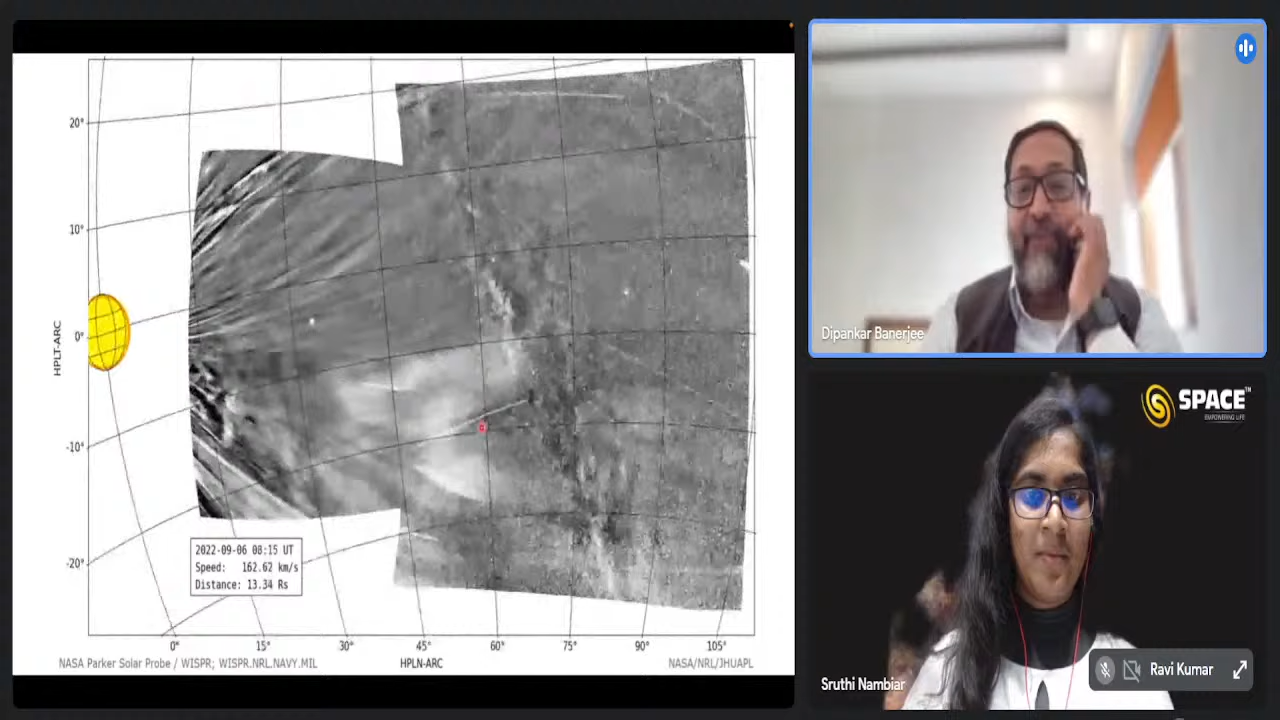 20°
10°
0°
-10°
-20°
HPLT-ARC
2022-09-06 08:15 UT
Speed: 162.62 km/s
Distance: 13.34 Rs
0°
15°
30°
45°
60°
75°
90°
105°
NASA Parker Solar Probe / WISPR; WISPR.NRL.NAVY.MIL
HPLN-ARC
NASA/NRL/JHUAPL
Dipankar Banerjee
SPACE™
EMPOWERING LIFE
Sruthi Nambiar
Ravi Kumar